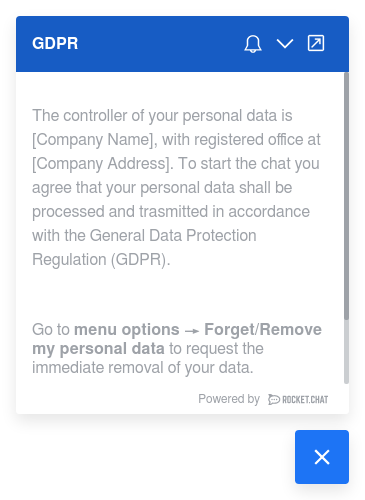 GDPR
The controller of your personal data is
[Company Name], with registered office at
[Company Address]. To start the chat you
agree that your personal data shall be
processed and trasmitted in accordance
with the General Data Protection
Regulation (GDPR).
Go to menu options → Forget/Remove
my personal data to request the
immediate removal of your data.
Powered by ROCKET.CHAT